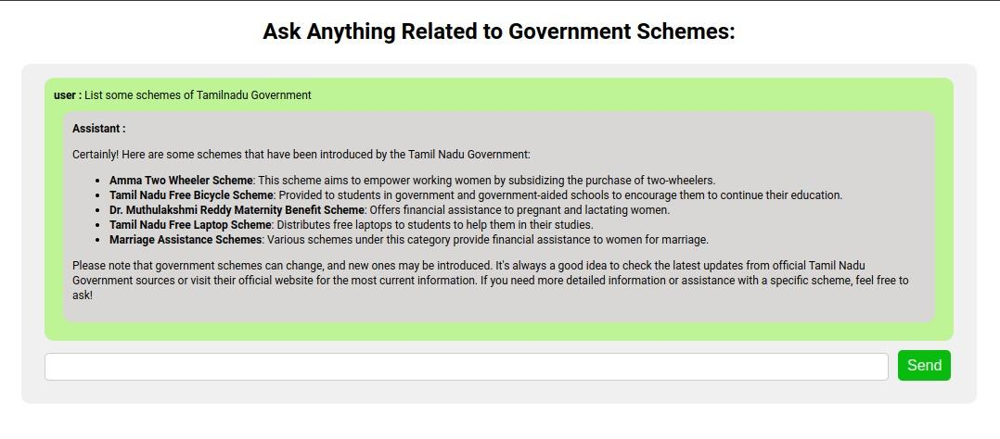 Ask Anything Related to Government Schemes:
user : List some schemes of Tamilnadu Government
Assistant :
Certainly! Here are some schemes that have been introduced by the Tamil Nadu Government:
• Amma Two Wheeler Scheme: This scheme aims to empower working women by subsidizing the purchase of two-wheelers.
• Tamil Nadu Free Bicycle Scheme: Provided to students in government and government-aided schools to encourage them to continue their education.
• Dr. Muthulakshmi Reddy Maternity Benefit Scheme: Offers financial assistance to pregnant and lactating women.
• Tamil Nadu Free Laptop Scheme: Distributes free laptops to students to help them in their studies.
• Marriage Assistance Schemes: Various schemes under this category provide financial assistance to women for marriage.
Please note that government schemes can change, and new ones may be introduced. It's always a good idea to check the latest updates from official Tamil Nadu
Government sources or visit their official website for the most current information. If you need more detailed information or assistance with a specific scheme, feel free to
ask!
Send